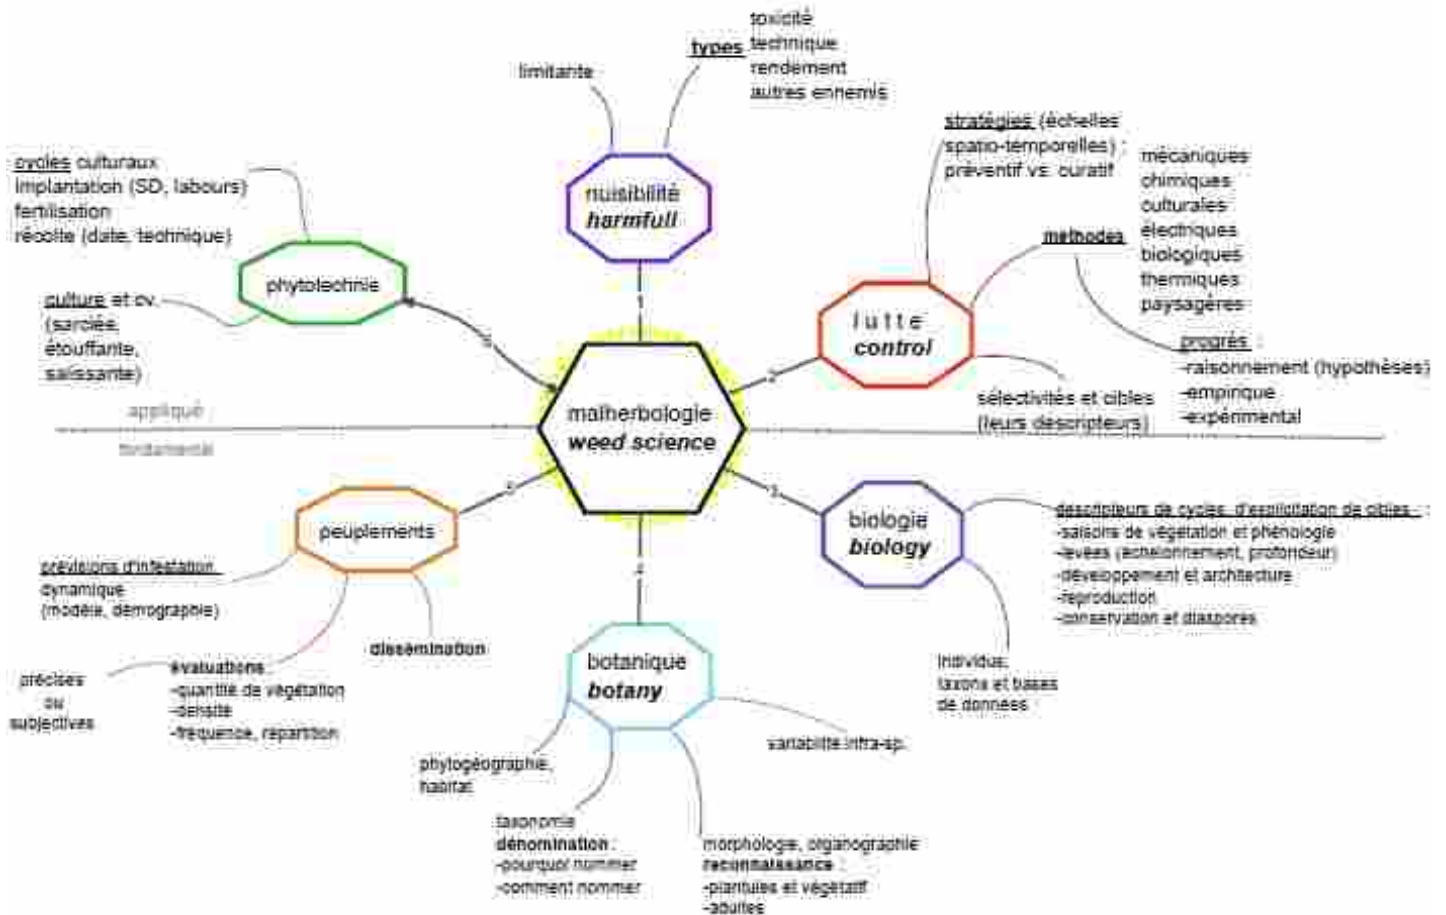 toxicité
types technique
rendement
autres ennemis
limitante
nuisibilité
harmfull
cycles culturaux
implantation (SD, labours)
fertilisation
récolte (date, technique)
phytotechnie
culture et cv.
(sarclée,
étouffante,
salissante)
stratégies (échelles
spatio-temporelles) :
préventif vs. curatif
méthodes
mécaniques
chimiques
culturales
électriques
biologiques
thermiques
paysagères
lutte
control
progrès :
-raisonnement (hypothèses)
-empirique
-expérimental
sélectivités et cibles
(leurs descripteurs)
1
2
appliqué
fondamental
malherbologie
weed science
3
4
5
peuplements
prévisions d'infestation
dynamique
(modèle, démographie)
dissémination
évaluations :
-quantité de végétation
-densité
-fréquence, répartition
précises
ou
subjectives
biologie
biology
descripteurs de cycles, d'exploitation de cibles :
-saisons de végétation et phénologie
-levées (échelonnement, profondeur)
-développement et architecture
-reproduction
-conservation et diaspores
individus,
taxons et bases
de données
botanique
botany
variabilité infra-sp.
phytogéographie,
habitat
taxonomie
dénomination :
-pourquoi nommer
-comment nommer
morphologie, organographie
reconnaissance :
-plantules et végétatif
-adultes